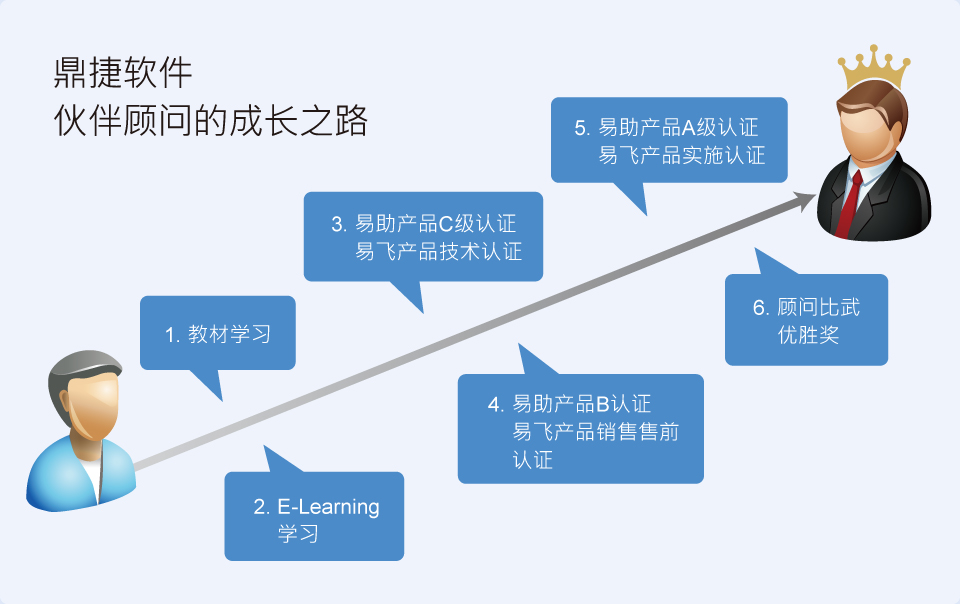 鼎捷软件
伙伴顾问的成长之路
1. 教材学习
2. E-Learning
学习
3. 易助产品C级认证
易飞产品技术认证
4. 易助产品B认证
易飞产品销售售前
认证
5. 易助产品A级认证
易飞产品实施认证
6. 顾问比武
优胜奖